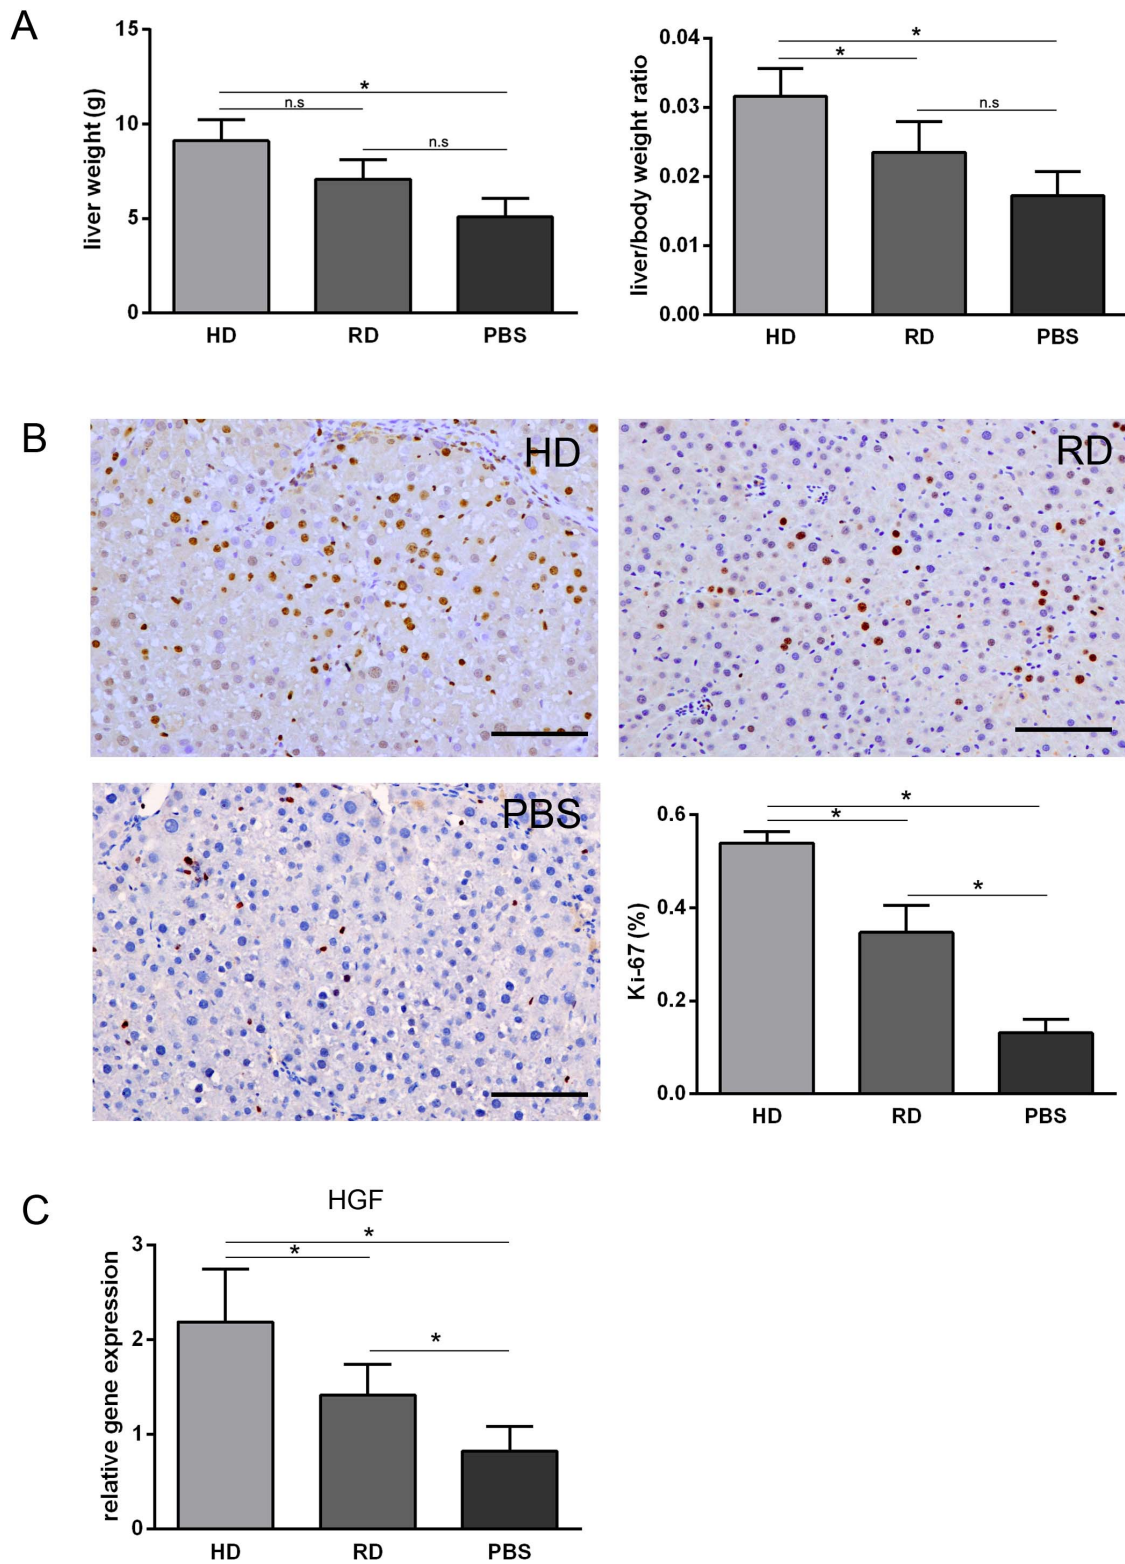 A
liver weight (g)
15
10
5
0
*
n.s
n.s
HD RD PBS
liver/body weight ratio
0.04
0.03
0.02
0.01
0.00
*
*
n.s
HD RD PBS
B
HD
RD
PBS
Ki-67 (%)
0.6
0.4
0.2
0.0
*
*
*
HD RD PBS
C
HGF
relative gene expression
3
2
1
0
*
*
*
HD RD PBS